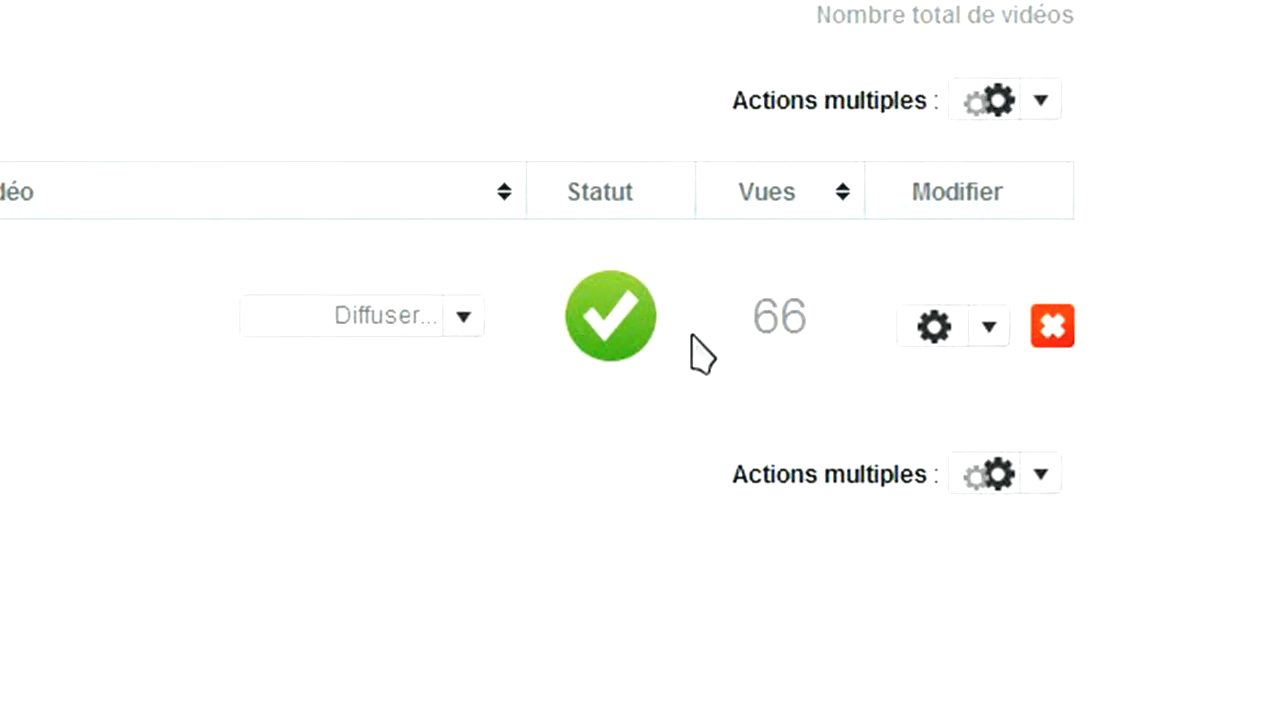 Nombre total de vidéos
Actions multiples :
déo Statut Vues Modifier
Diffuser... 66
Actions multiples :